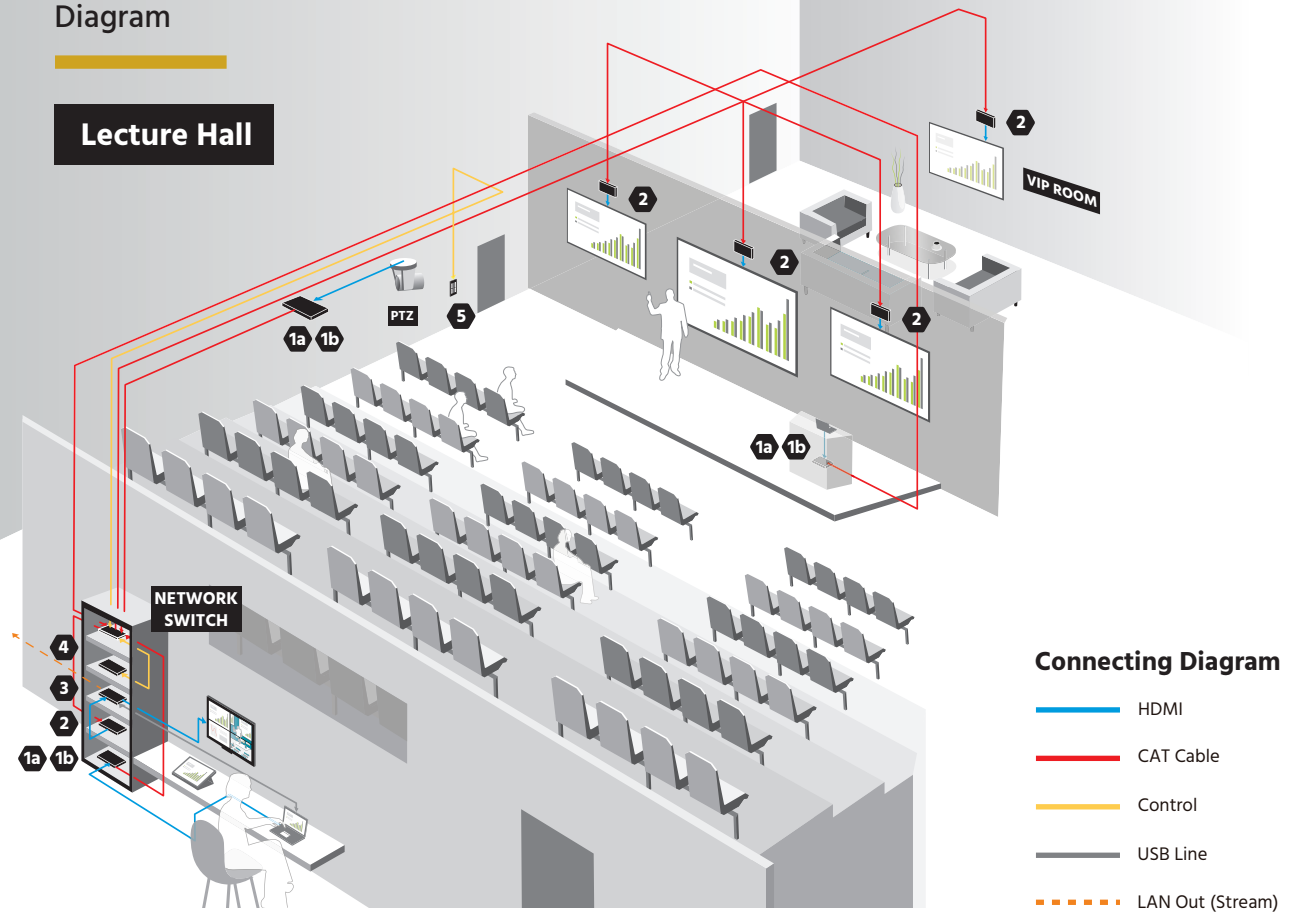 Diagram
Lecture Hall
2
VIP ROOM
2
2
2
PTZ
5
1a 1b
1a 1b
NETWORK
SWITCH
4
3
2
1a 1b
Connecting Diagram
HDMI
CAT Cable
Control
USB Line
LAN Out (Stream)